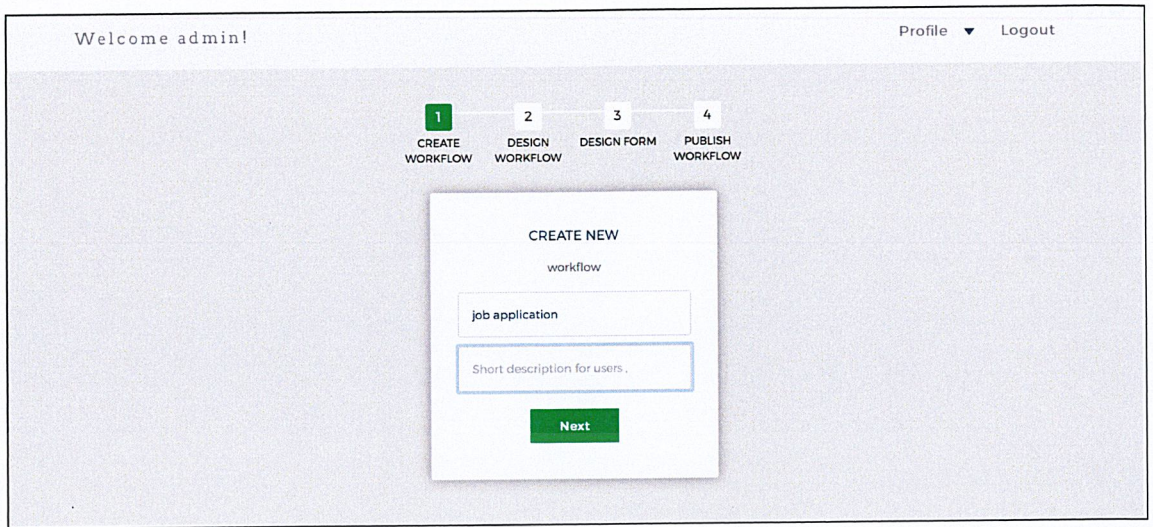 Welcome admin!
Profile ▼ Logout
1 2 3 4
CREATE WORKFLOW
DESIGN WORKFLOW
DESIGN FORM
PUBLISH WORKFLOW
CREATE NEW
workflow
job application
Short description for users .
Next